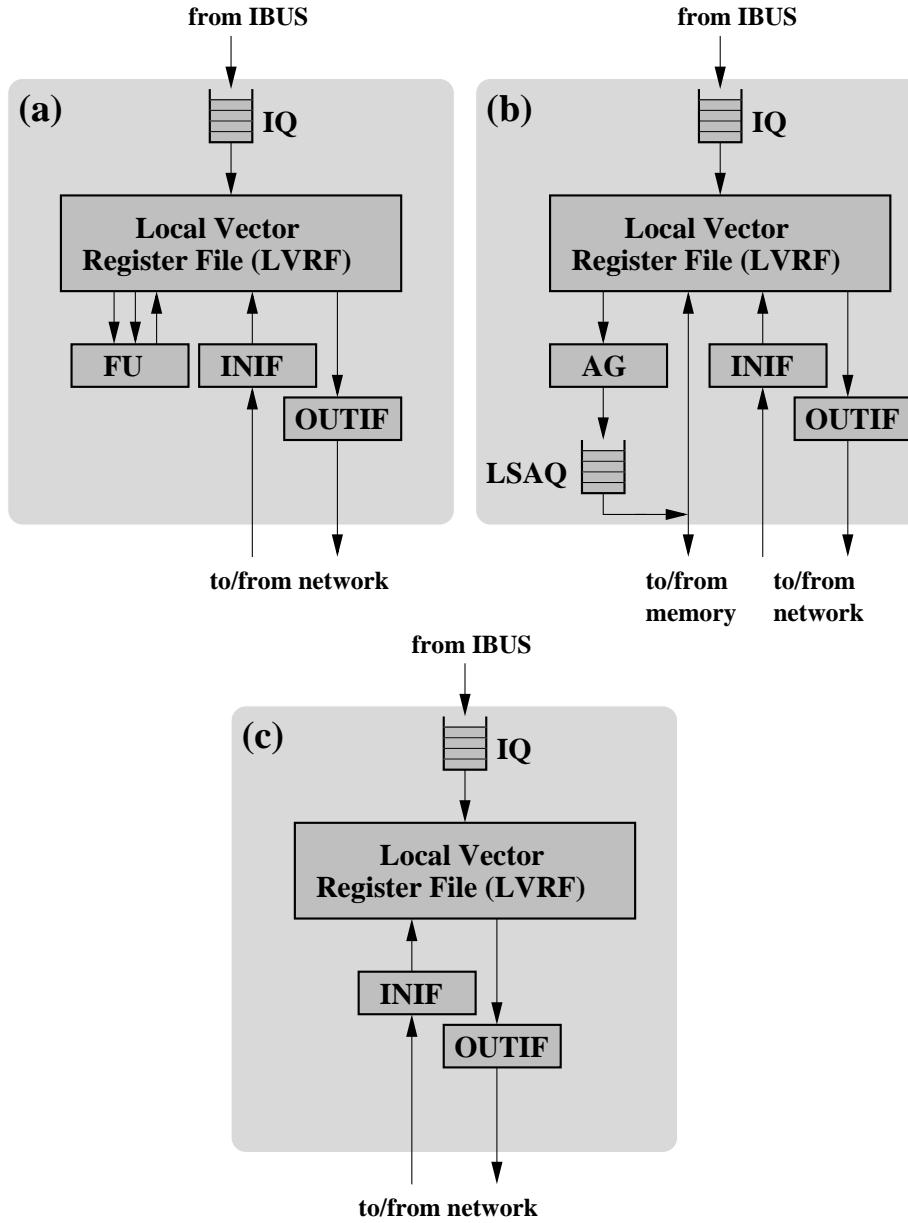 from IBUS
(a)
IQ
Local Vector
Register File (LVRF)
FU
INIF
OUTIF
to/from network
from IBUS
(b)
IQ
Local Vector
Register File (LVRF)
AG
INIF
OUTIF
LSAQ
to/from
memory
to/from
network
from IBUS
(c)
IQ
Local Vector
Register File (LVRF)
INIF
OUTIF
to/from network